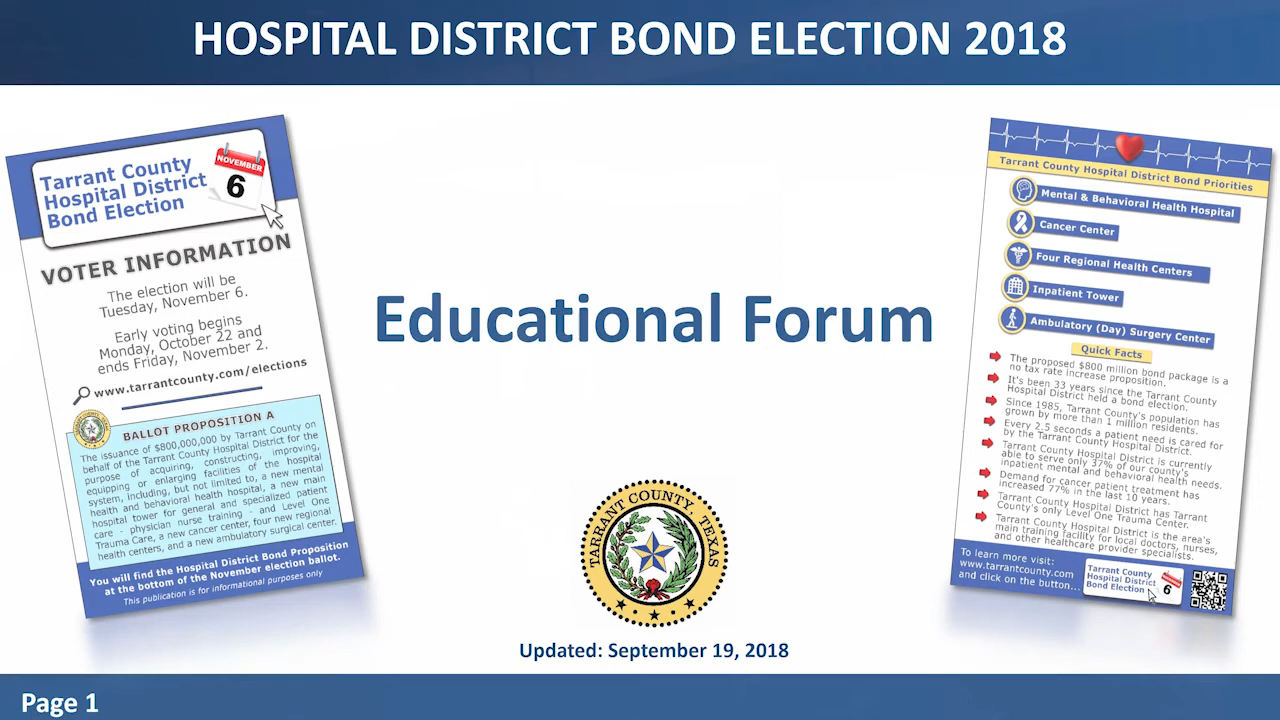 HOSPITAL DISTRICT BOND ELECTION 2018
Tarrant County
Hospital District
Bond Election
NOVEMBER
6
VOTER INFORMATION
The election will be
Tuesday, November 6.
Early voting begins
Monday, October 22 and
ends Friday, November 2.
www.tarrantcounty.com/elections
BALLOT PROPOSITION A
The issuance of $800,000,000 by Tarrant County on
behalf of the Tarrant County Hospital District for the
purpose of acquiring, constructing, improving,
equipping or enlarging facilities of the hospital
system, including, but not limited to, a new mental
health and behavioral health hospital, a new main
hospital tower for general and specialized patient
care - physician nurse training - and Level One
Trauma Care, a new cancer center, four new regional
health centers, and a new ambulatory surgical center.
You will find the Hospital District Bond Proposition
at the bottom of the November election ballot.
This publication is for informational purposes only
Educational Forum
TARRANT COUNTY, TEXAS
Updated: September 19, 2018
Tarrant County Hospital District Bond Priorities
Mental & Behavioral Health Hospital
Cancer Center
Four Regional Health Centers
Inpatient Tower
Ambulatory (Day) Surgery Center
Quick Facts
The proposed $800 million bond package is a
no tax rate increase proposition.
It's been 33 years since the Tarrant County
Hospital District held a bond election.
Since 1985, Tarrant County's population has
grown by more than 1 million residents.
Every 2.5 seconds a patient need is cared for
by the Tarrant County Hospital District.
Tarrant County Hospital District is currently
able to serve only 37% of our county's
inpatient mental and behavioral health needs.
Demand for cancer patient treatment has
increased 77% in the last 10 years.
Tarrant County Hospital District has Tarrant
County's only Level One Trauma Center.
Tarrant County Hospital District is the area's
main training facility for local doctors, nurses,
and other healthcare provider specialists.
To learn more visit:
www.tarrantcounty.com
and click on the button...
Tarrant County
Hospital District
Bond Election
6
Page 1